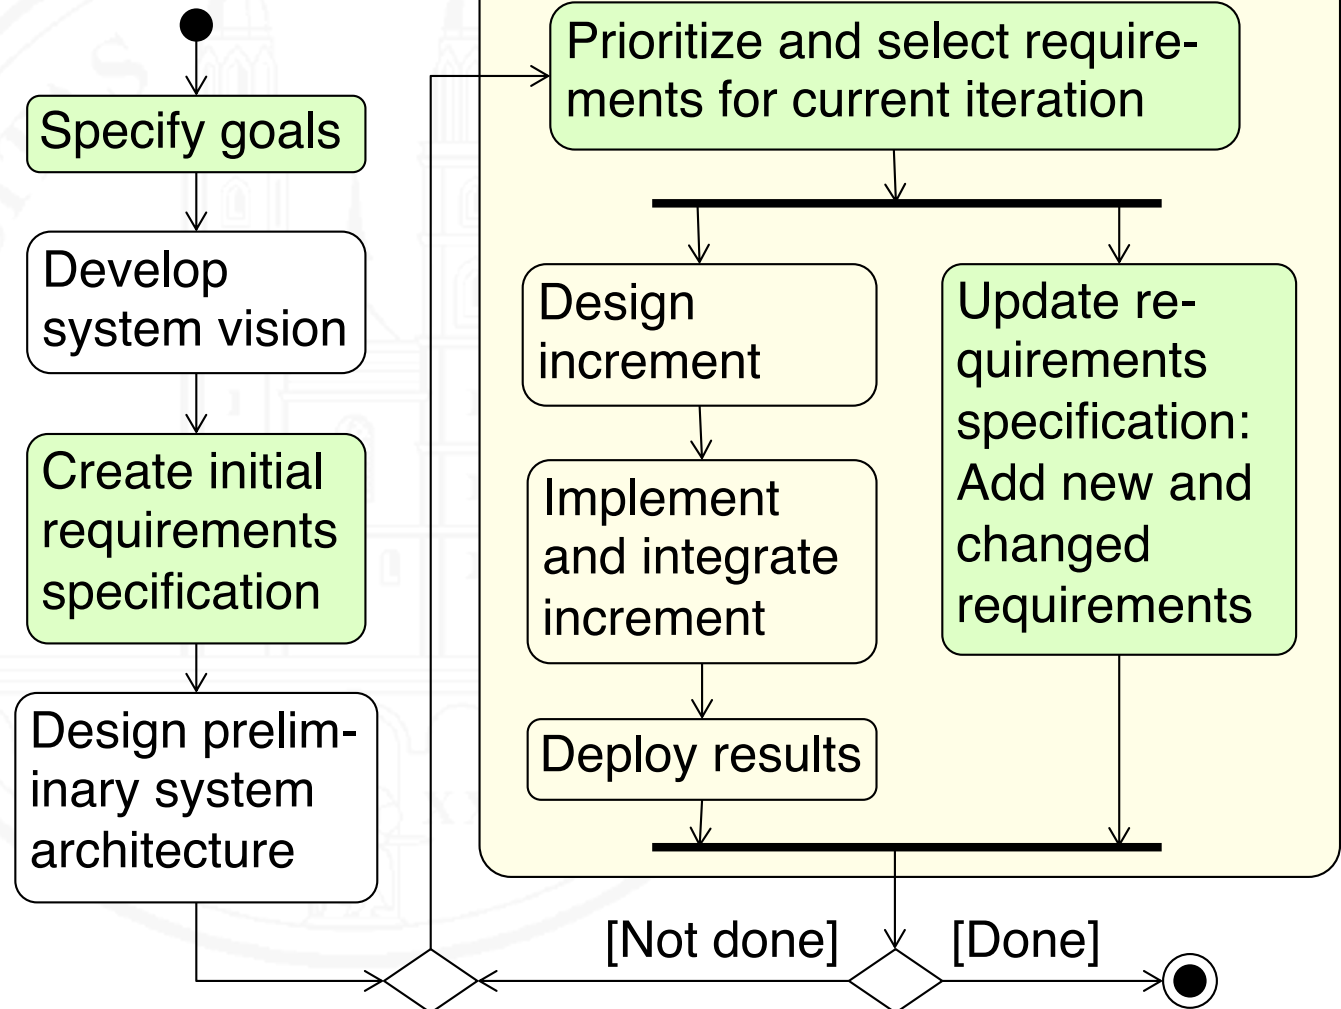 Specify goals
Develop
system vision
Create initial
requirements
specification
Design prelim-
inary system
architecture
Prioritize and select require-
ments for current iteration
Design
increment
Implement
and integrate
increment
Deploy results
Update re-
quirements
specification:
Add new and
changed
requirements
[Not done]
[Done]